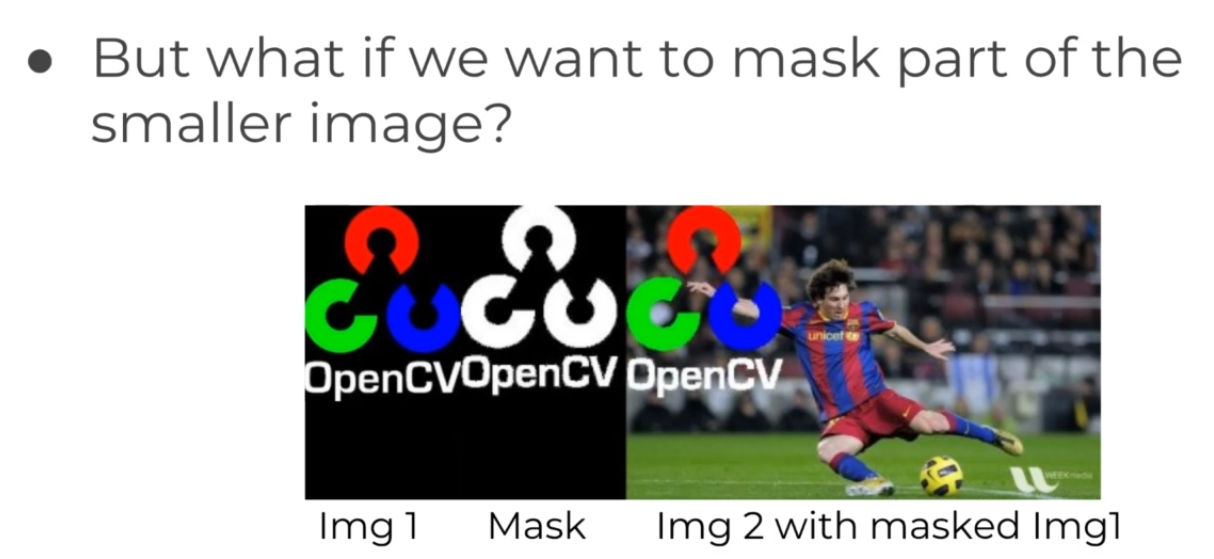 ● But what if we want to mask part of the
smaller image?
OpenCV OpenCV OpenCV
unicef
WEEKmedia
Img 1 Mask Img 2 with masked Img1